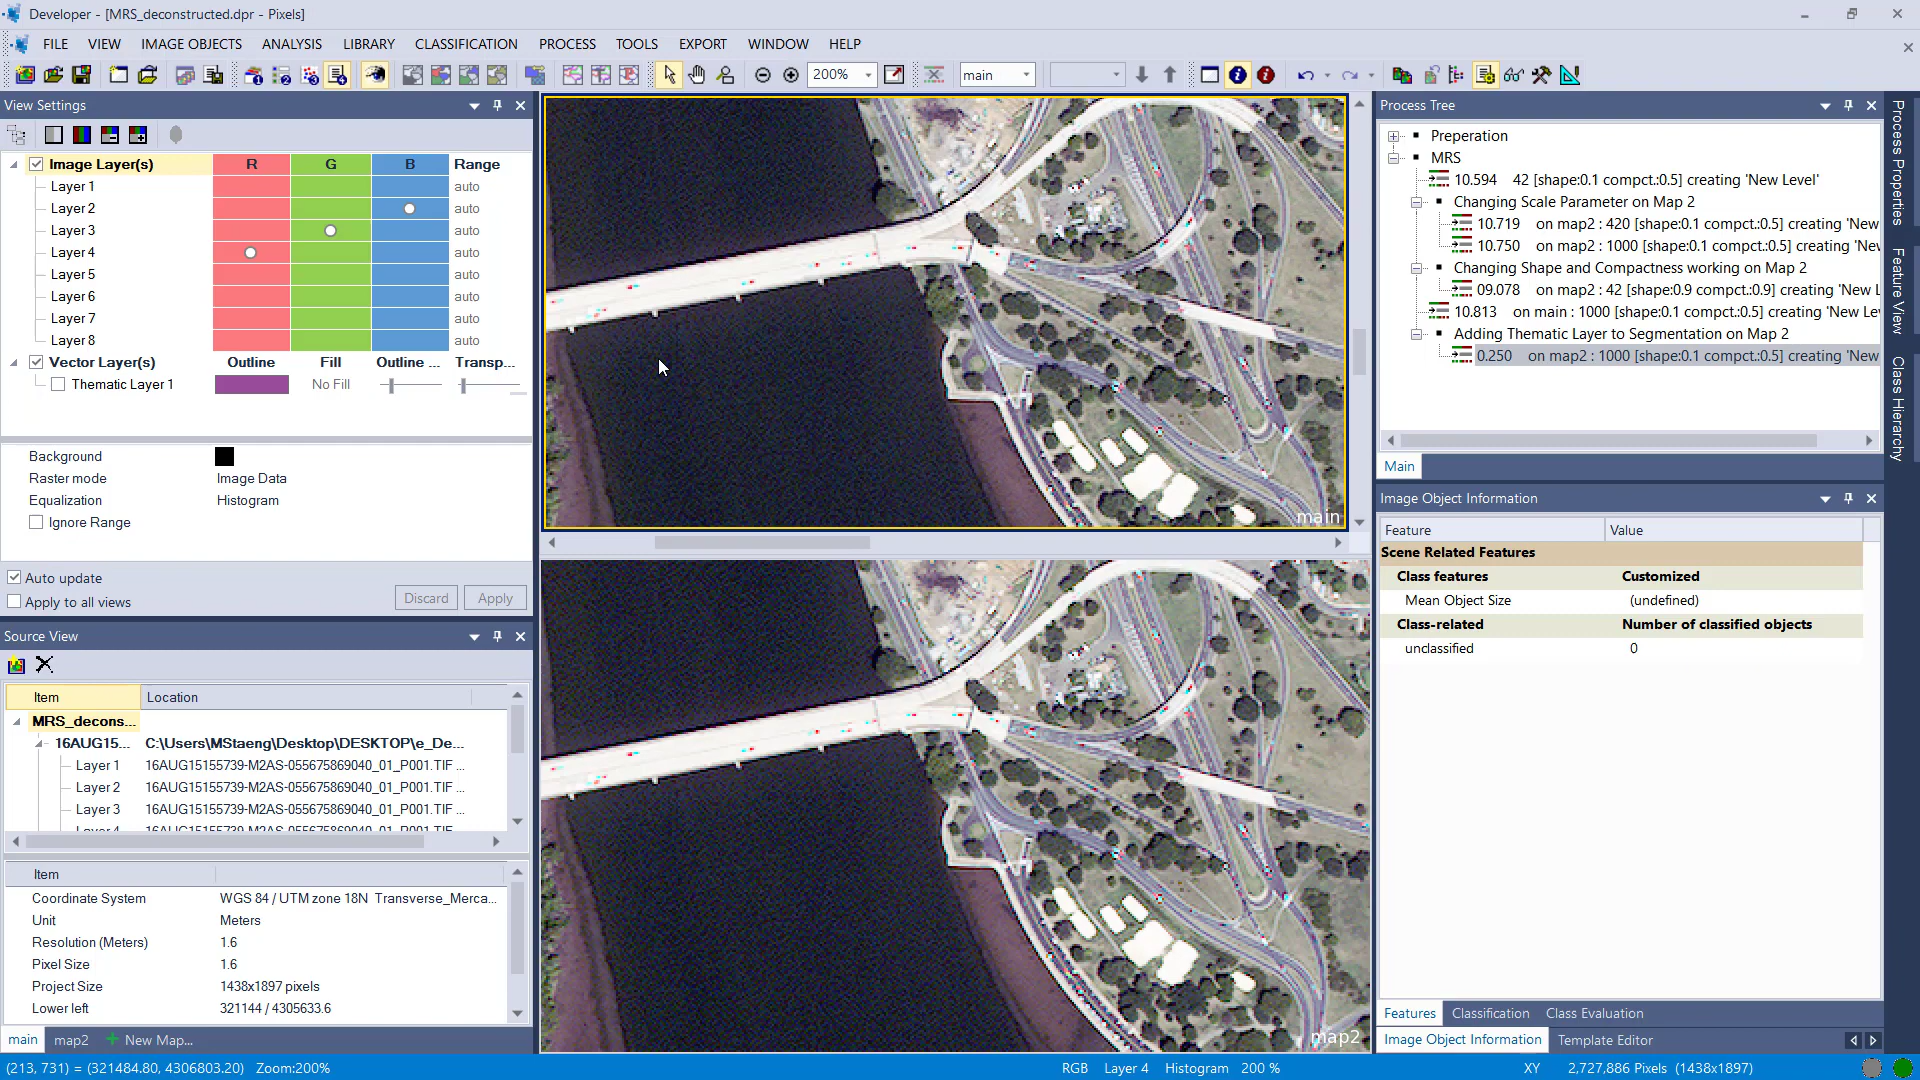 Developer - [MRS_deconstructed.dpr - Pixels]
FILE VIEW IMAGE OBJECTS ANALYSIS LIBRARY CLASSIFICATION PROCESS TOOLS EXPORT WINDOW HELP
200% main
View Settings
Image Layer(s) R G B Range
Layer 1 auto
Layer 2 auto
Layer 3 auto
Layer 4 auto
Layer 5 auto
Layer 6 auto
Layer 7 auto
Layer 8 auto
Vector Layer(s) Outline Fill Outline ... Transp...
Thematic Layer 1 No Fill
Background
Raster mode Image Data
Equalization Histogram
Ignore Range
Auto update
Apply to all views
Discard Apply
Source View
Item Location
MRS_decons...
16AUG15... C:\Users\MStaeng\Desktop\DESKTOP\e_De...
Layer 1 16AUG15155739-M2AS-055675869040_01_P001.TIF ...
Layer 2 16AUG15155739-M2AS-055675869040_01_P001.TIF ...
Layer 3 16AUG15155739-M2AS-055675869040_01_P001.TIF ...
Layer 4 16AUG15155739-M2AS-055675869040_01_P001.TIF ...
Item
Coordinate System WGS 84 / UTM zone 18N Transverse_Merca...
Unit Meters
Resolution (Meters) 1.6
Pixel Size 1.6
Project Size 1438x1897 pixels
Lower left 321144 / 4305633.6
main map2 New Map...
main
map2
Process Tree
Preperation
MRS
10.594 42 [shape:0.1 compct.:0.5] creating 'New Level'
Changing Scale Parameter on Map 2
10.719 on map2 : 420 [shape:0.1 compct.:0.5] creating 'New
10.750 on map2 : 1000 [shape:0.1 compct.:0.5] creating 'Ne
Changing Shape and Compactness working on Map 2
09.078 on map2 : 42 [shape:0.9 compct.:0.9] creating 'New L
10.813 on main : 1000 [shape:0.1 compct.:0.5] creating 'New Le
Adding Thematic Layer to Segmentation on Map 2
0.250 on map2 : 1000 [shape:0.1 compct.:0.5] creating 'New
Main
Image Object Information
Feature Value
Scene Related Features
Class features Customized
Mean Object Size (undefined)
Class-related Number of classified objects
unclassified 0
Features Classification Class Evaluation
Image Object Information Template Editor
Process Properties
Feature View
Class Hierarchy
(213, 731) = (321484.80, 4306803.20) Zoom:200% RGB Layer 4 Histogram 200 % XY 2,727,886 Pixels (1438x1897)